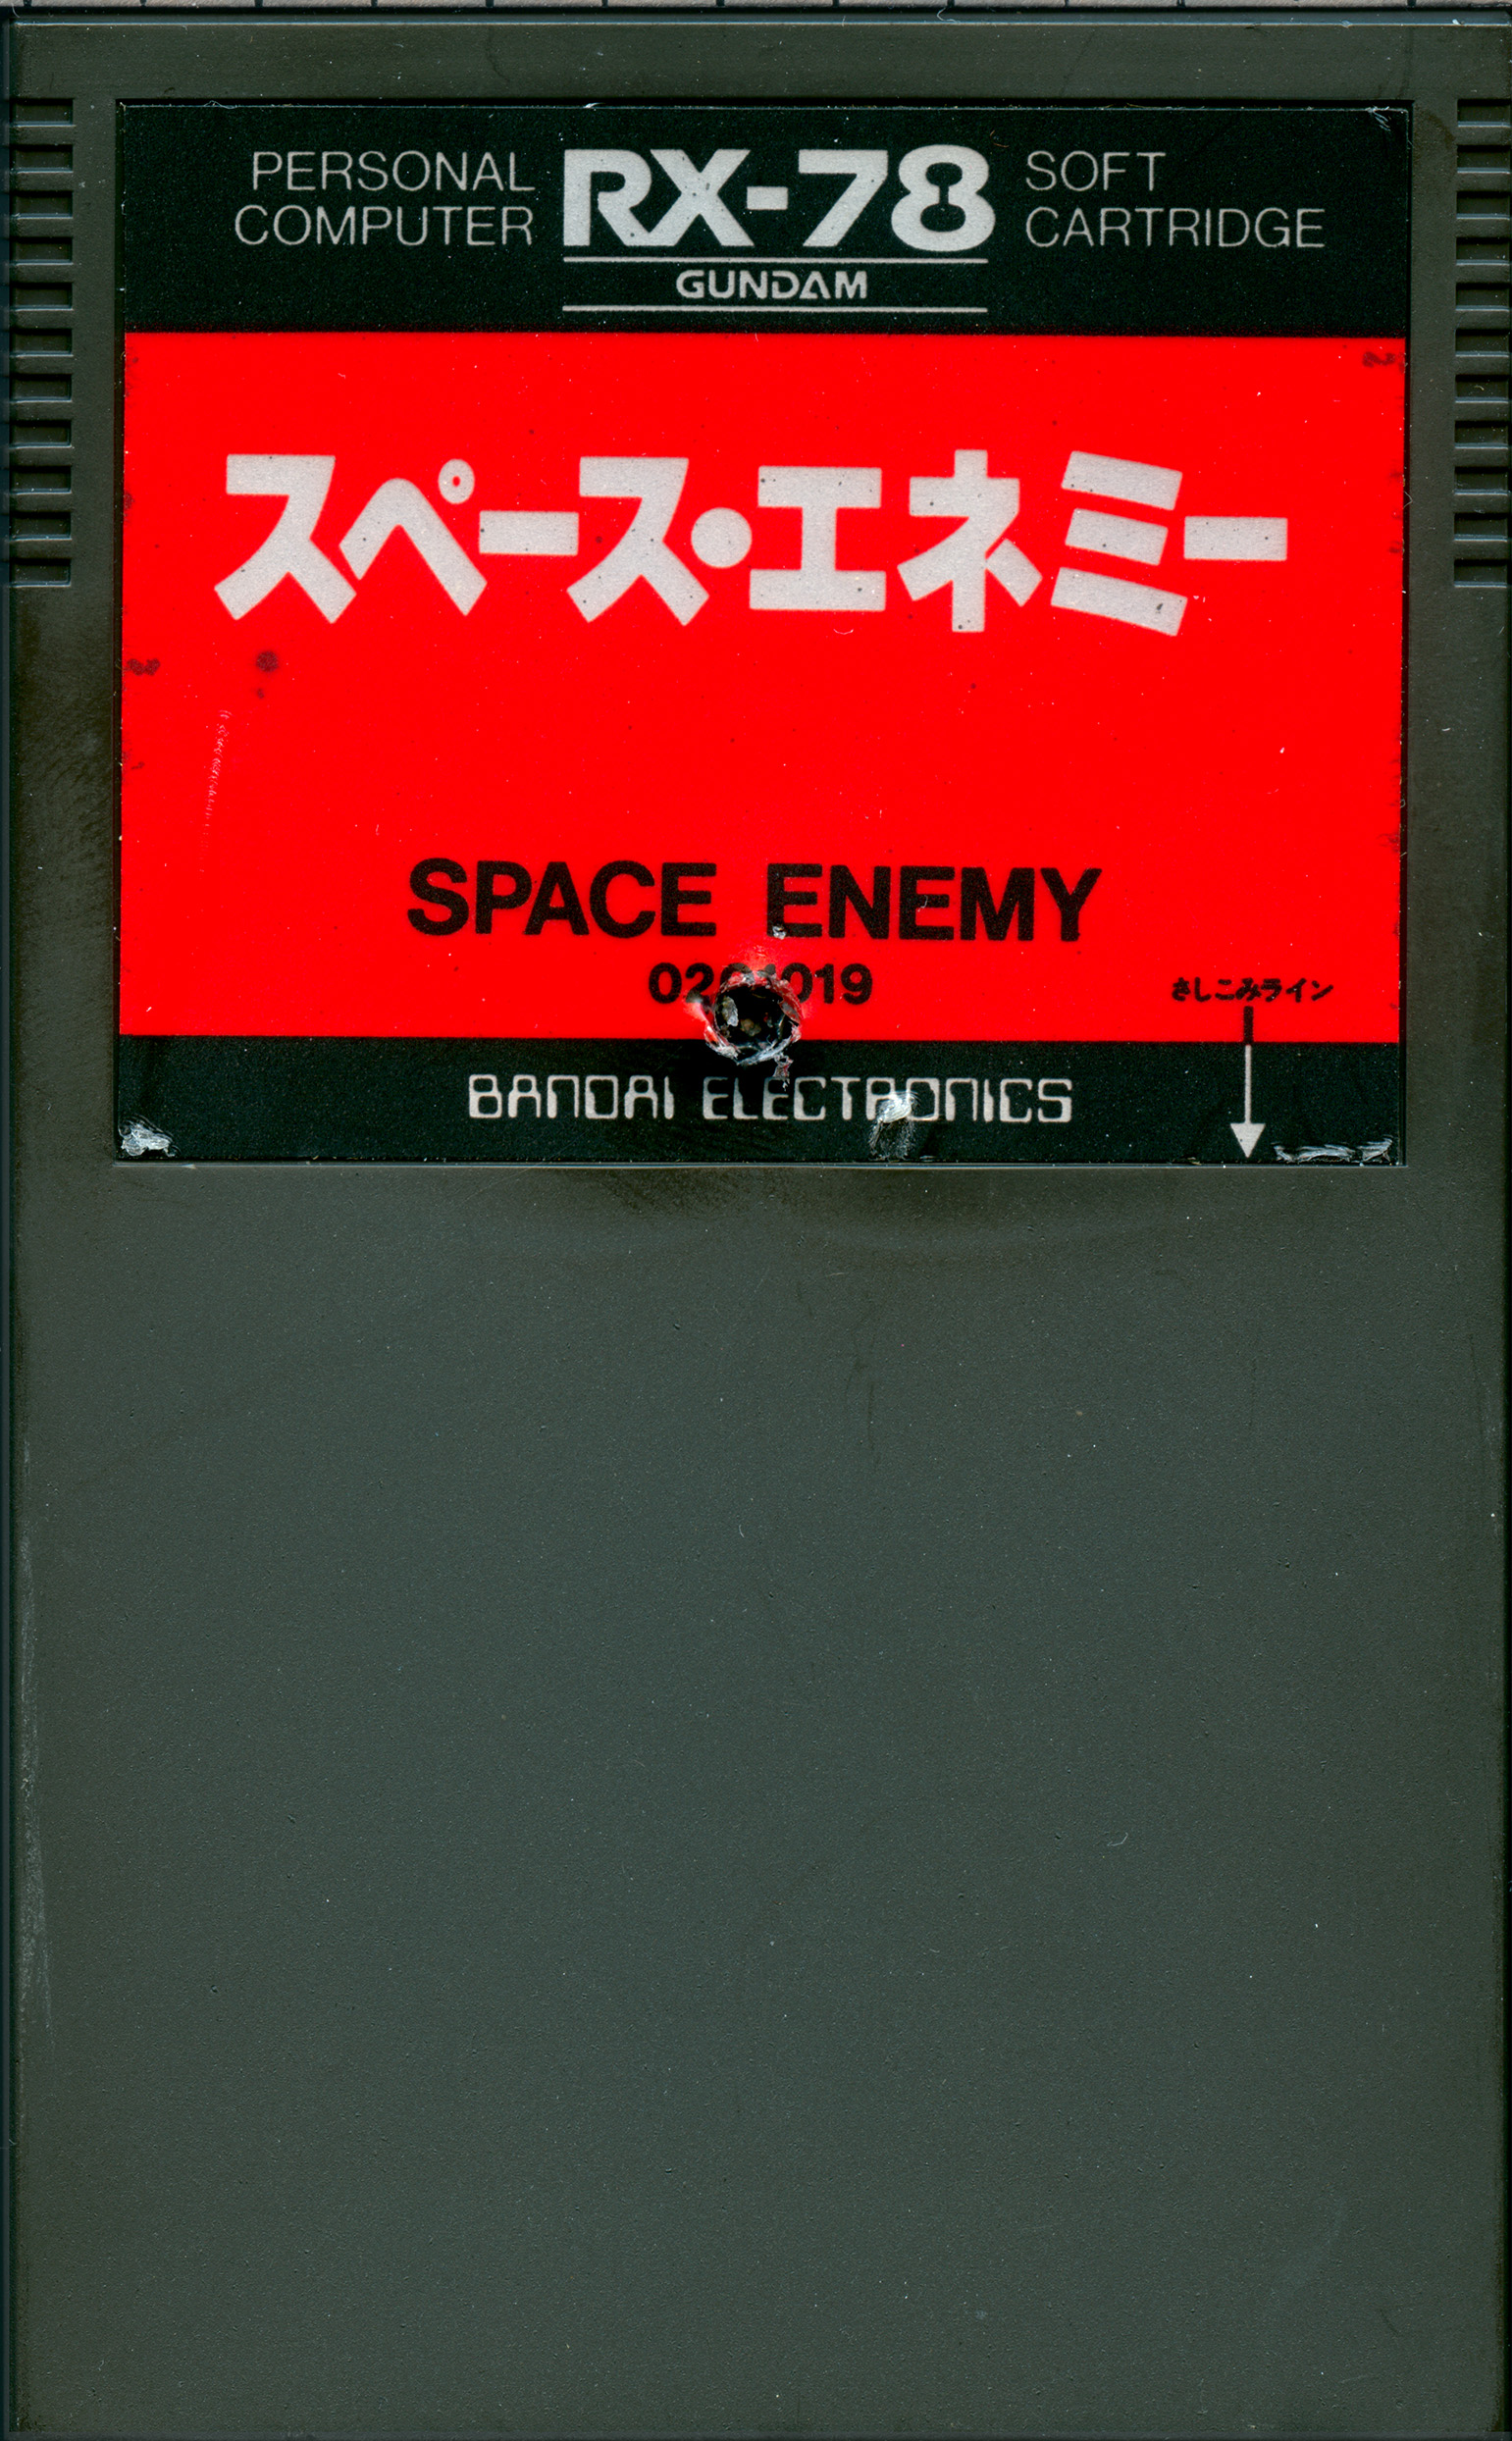 PERSONAL
COMPUTER
RX-78
GUNDAM
SOFT
CARTRIDGE
スペース・エネミー
SPACE ENEMY
さしこみライン
BANDAI ELECTRONICS